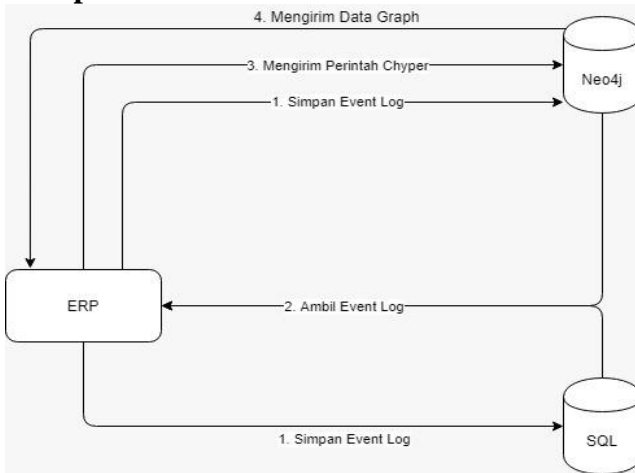 4. Mengirim Data Graph
3. Mengirim Perintah Chyper
Neo4j
1. Simpan Event Log
ERP
2. Ambil Event Log
1. Simpan Event Log
SQL